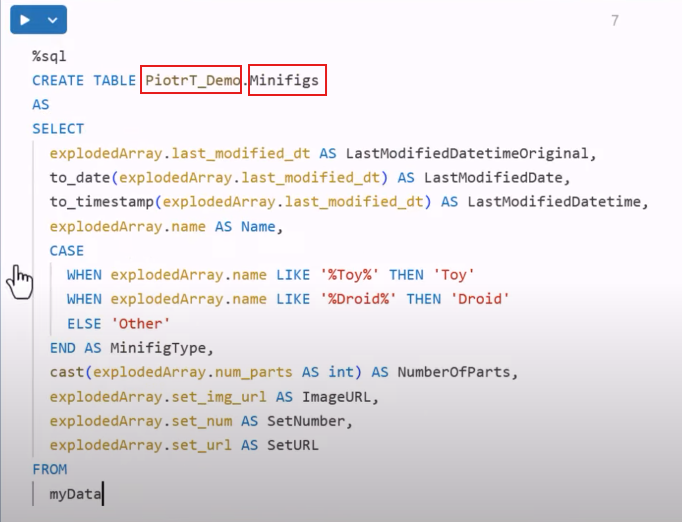 7
%sql
CREATE TABLE PiotrT_Demo.Minifigs
AS
SELECT
explodedArray.last_modified_dt AS LastModifiedDatetimeOriginal,
to_date(explodedArray.last_modified_dt) AS LastModifiedDate,
to_timestamp(explodedArray.last_modified_dt) AS LastModifiedDatetime,
explodedArray.name AS Name,
CASE
WHEN explodedArray.name LIKE '%Toy%' THEN 'Toy'
WHEN explodedArray.name LIKE '%Droid%' THEN 'Droid'
ELSE 'Other'
END AS MinifigType,
cast(explodedArray.num_parts AS int) AS NumberOfParts,
explodedArray.set_img_url AS ImageURL,
explodedArray.set_num AS SetNumber,
explodedArray.set_url AS SetURL
FROM
myData